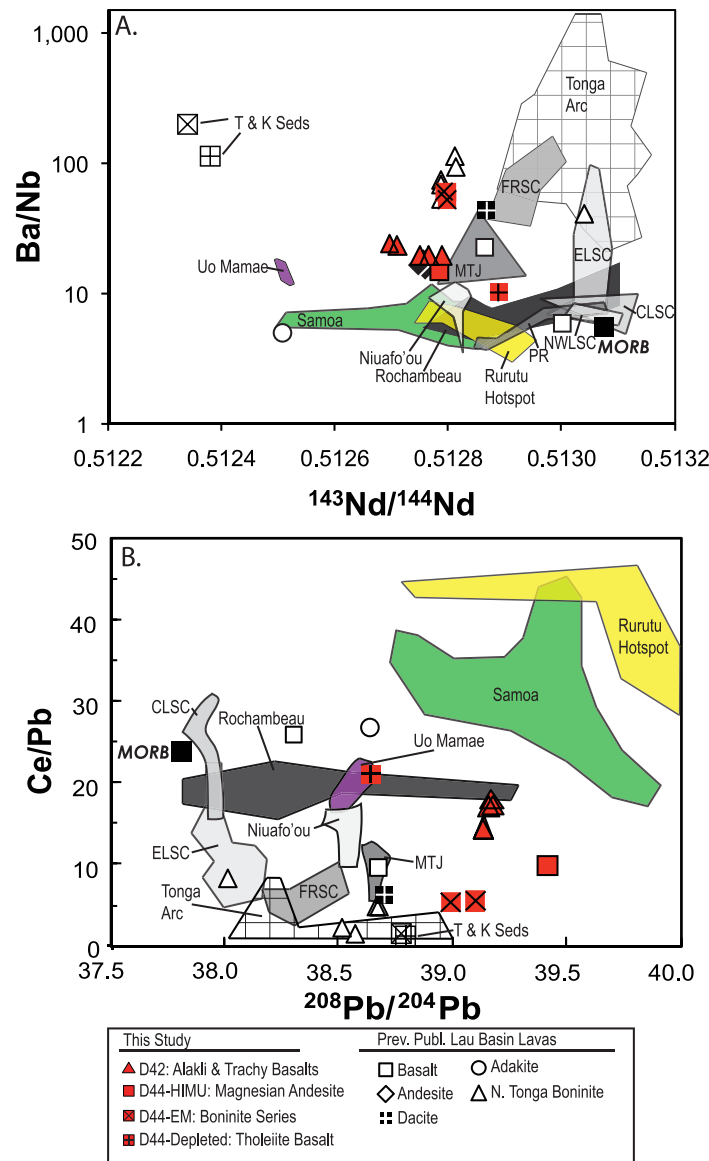 A.
1,000
100
10
1
Ba/Nb
T & K Seds
Tonga
Arc
FRSC
Uo Mamae
MTJ
ELSC
CLSC
Samoa
Niuafo'ou
Rochambeau
Rurutu
Hotspot
PR
NWLSC
MORB
0.5122
0.5124
0.5126
0.5128
0.5130
0.5132
143Nd/144Nd
B.
50
40
30
20
10
0
Ce/Pb
Rurutu
Hotspot
Samoa
CLSC
Rochambeau
MORB
Uo Mamae
Niuafo'ou
ELSC
MTJ
FRSC
Tonga
Arc
T & K Seds
37.5
38.0
38.5
39.0
39.5
40.0
208Pb/204Pb
This Study
D42: Alakli & Trachy Basalts
D44-HIMU: Magnesian Andesite
D44-EM: Boninite Series
D44-Depleted: Tholeiite Basalt
Prev. Publ. Lau Basin Lavas
Basalt
Andesite
Dacite
Adakite
N. Tonga Boninite